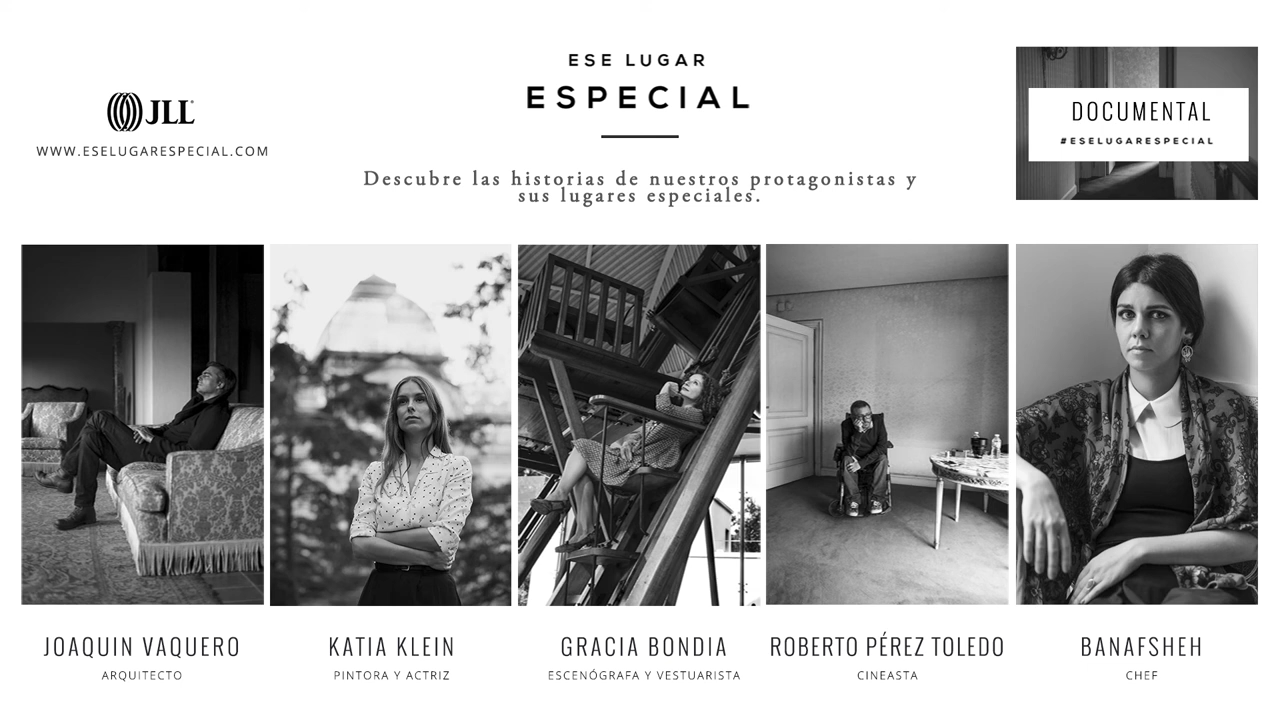 JLL
WWW.ESELUGARESPECIAL.COM
ESE LUGAR
ESPECIAL
Descubre las historias de nuestros protagonistas y
sus lugares especiales.
DOCUMENTAL
#ESELUGARESPECIAL
JOAQUIN VAQUERO
ARQUITECTO
KATIA KLEIN
PINTORA Y ACTRIZ
GRACIA BONDIA
ESCENÓGRAFA Y VESTUARISTA
ROBERTO PÉREZ TOLEDO
CINEASTA
BANAFSHEH
CHEF